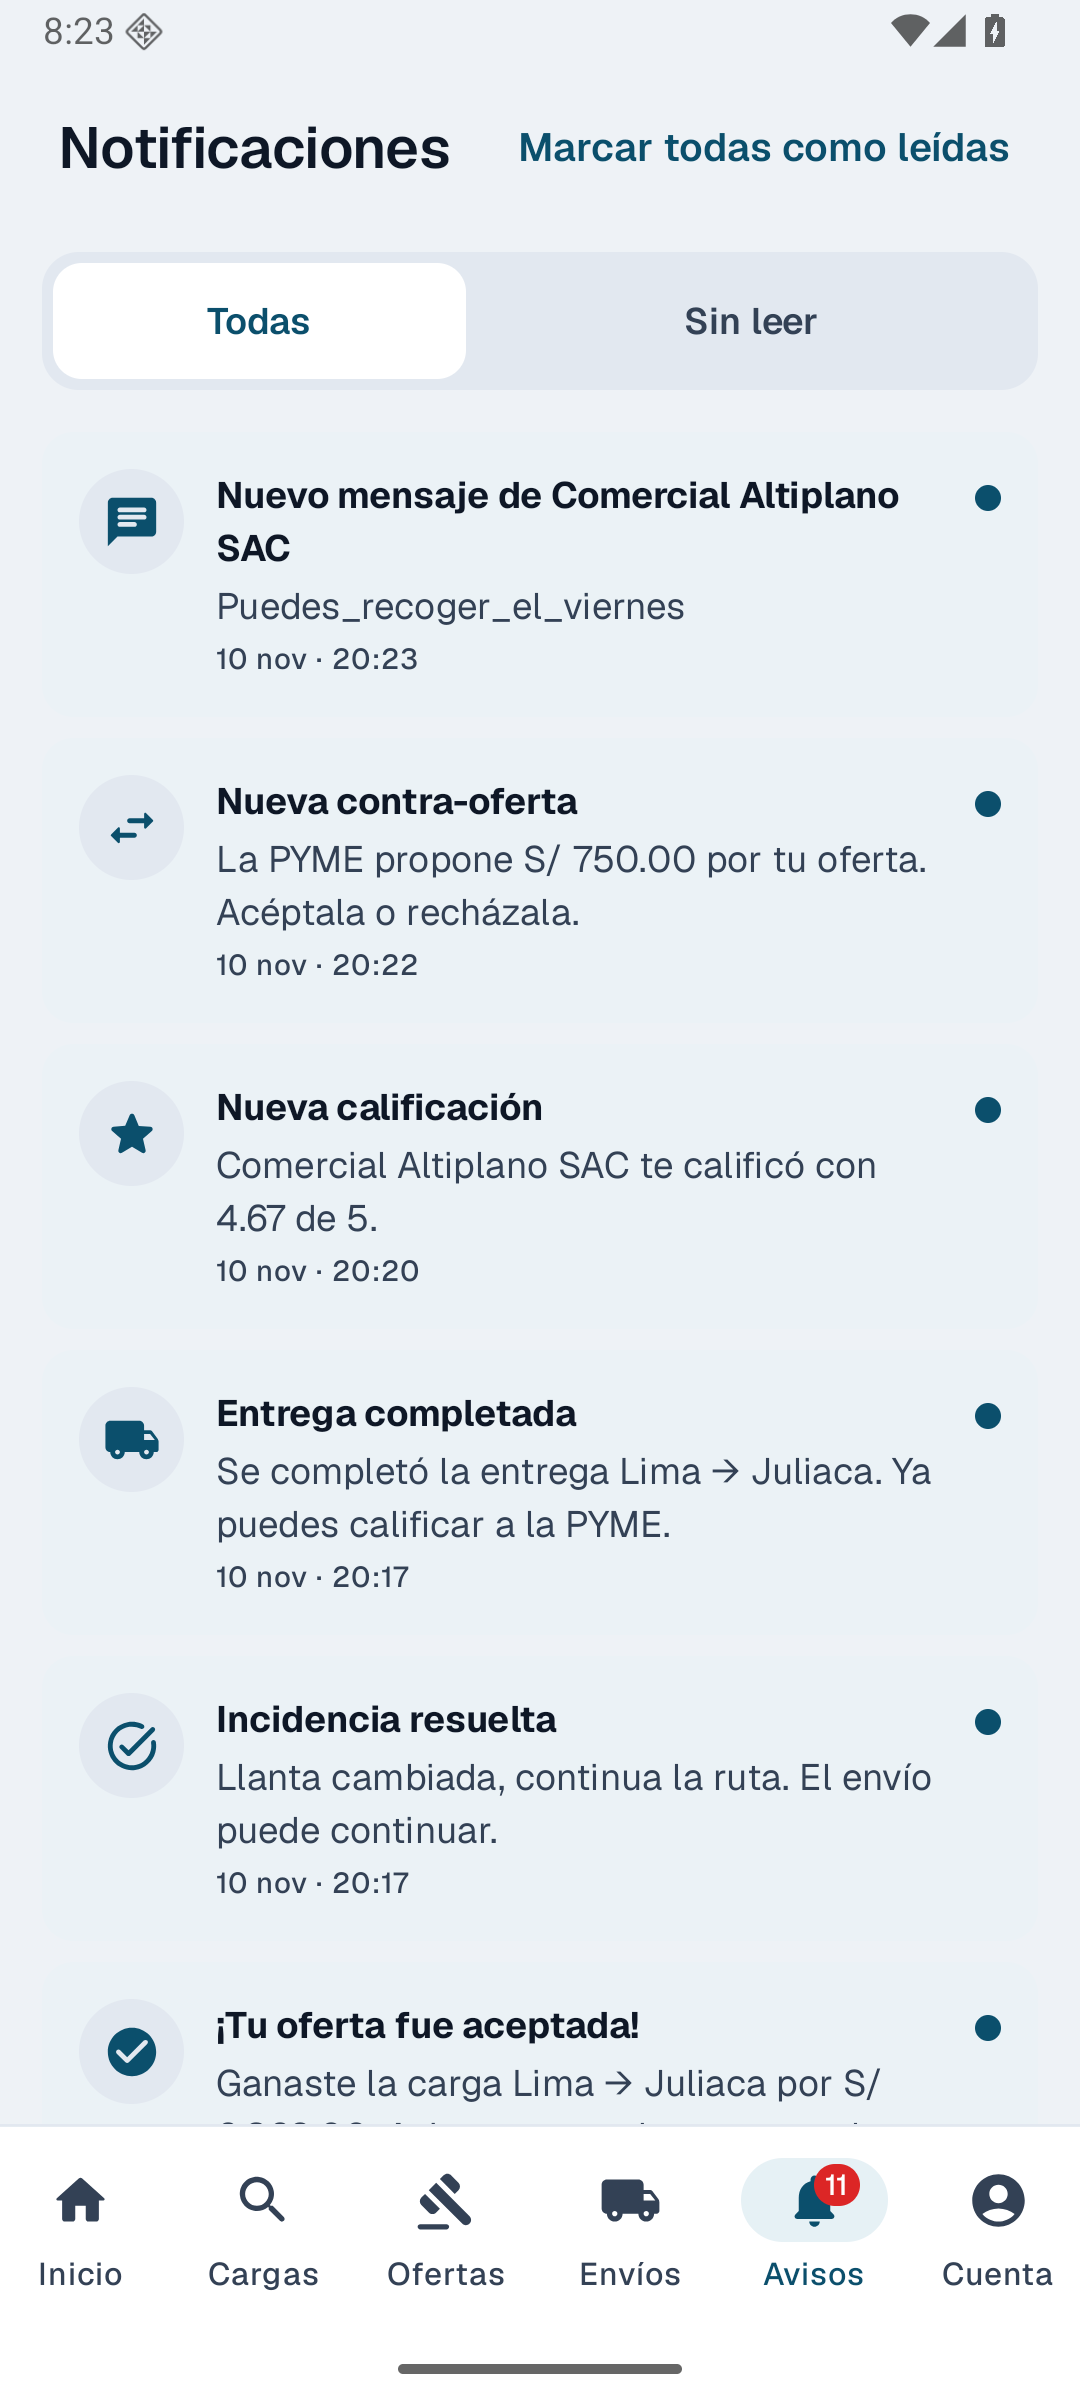 8:23
Notificaciones
Marcar todas como leídas
Todas
Sin leer
Nuevo mensaje de Comercial Altiplano
SAC
Puedes_recoger_el_viernes
10 nov · 20:23
Nueva contra-oferta
La PYME propone S/ 750.00 por tu oferta.
Acéptala o recházala.
10 nov · 20:22
Nueva calificación
Comercial Altiplano SAC te calificó con
4.67 de 5.
10 nov · 20:20
Entrega completada
Se completó la entrega Lima → Juliaca. Ya
puedes calificar a la PYME.
10 nov · 20:17
Incidencia resuelta
Llanta cambiada, continua la ruta. El envío
puede continuar.
10 nov · 20:17
¡Tu oferta fue aceptada!
Ganaste la carga Lima → Juliaca por S/
11
Inicio
Cargas
Ofertas
Envíos
Avisos
Cuenta